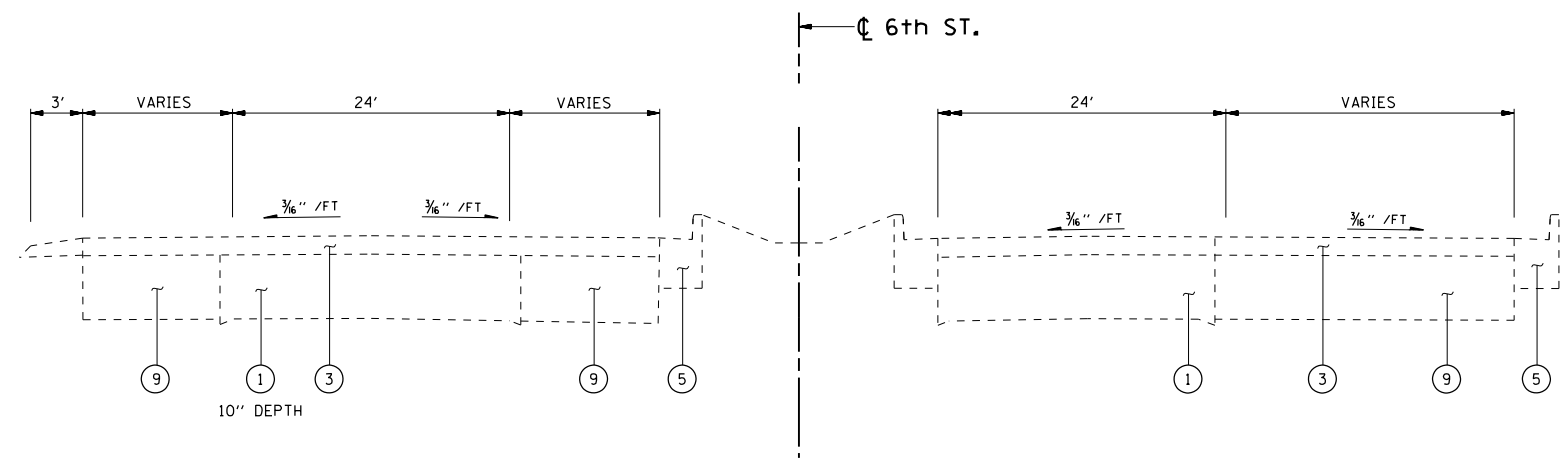 ℄ 6th ST.
3' VARIES 24' VARIES 24' VARIES
3/16'' /FT 3/16'' /FT 3/16'' /FT 3/16'' /FT
9 1 3 9 5 1 3 9 5
10'' DEPTH